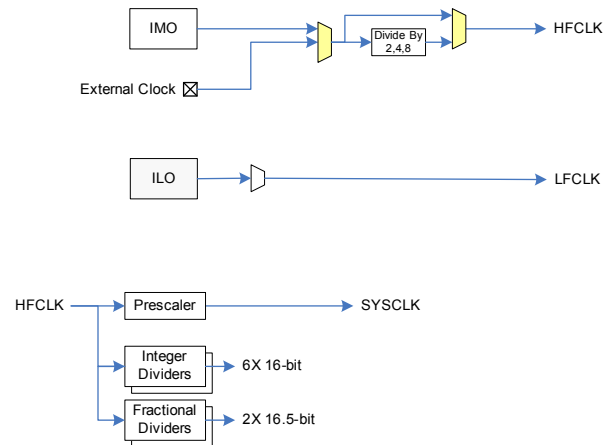 IMO
Divide By
2,4,8
HFCLK
External Clock
ILO
LFCLK
HFCLK
Prescaler
SYSCLK
Integer
Dividers
6X 16-bit
Fractional
Dividers
2X 16.5-bit